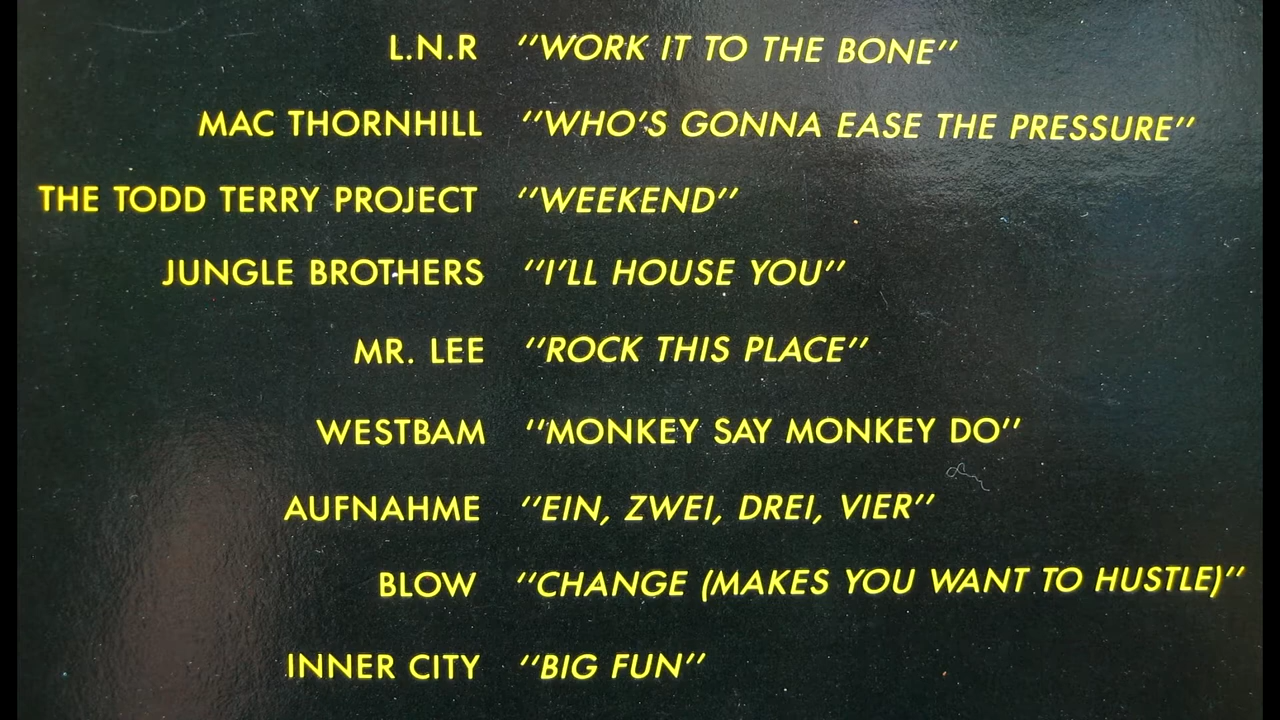 L.N.R "WORK IT TO THE BONE"
MAC THORNHILL "WHO'S GONNA EASE THE PRESSURE"
THE TODD TERRY PROJECT "WEEKEND"
JUNGLE BROTHERS "I'LL HOUSE YOU"
MR. LEE "ROCK THIS PLACE"
WESTBAM "MONKEY SAY MONKEY DO"
AUFNAHME "EIN, ZWEI, DREI, VIER"
BLOW "CHANGE (MAKES YOU WANT TO HUSTLE)"
INNER CITY "BIG FUN"